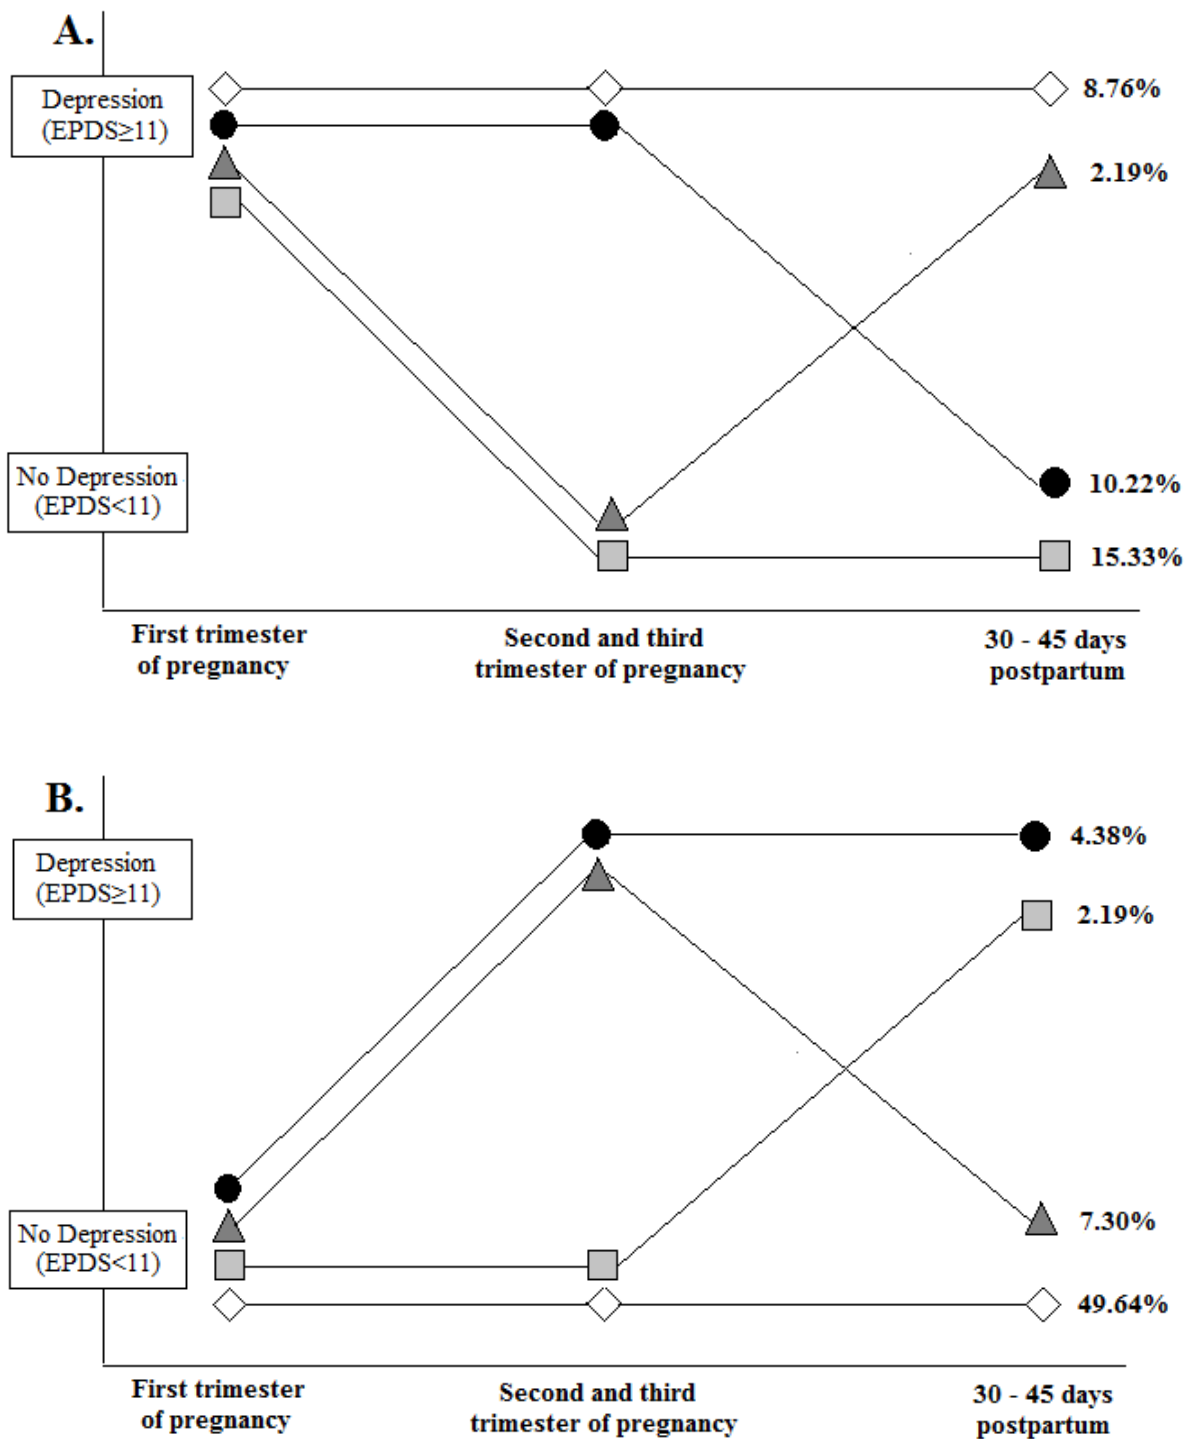 A.
Depression
(EPDS≥11)
8.76%
2.19%
No Depression
(EPDS<11)
10.22%
15.33%
First trimester
of pregnancy
Second and third
trimester of pregnancy
30 - 45 days
postpartum
B.
Depression
(EPDS≥11)
4.38%
2.19%
No Depression
(EPDS<11)
7.30%
49.64%
First trimester
of pregnancy
Second and third
trimester of pregnancy
30 - 45 days
postpartum